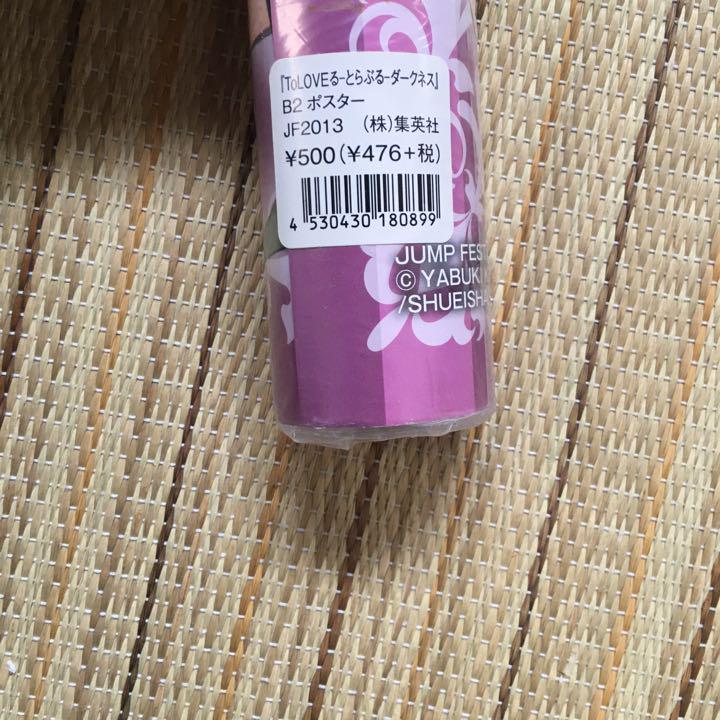 『ToLOVEる-とらぶる-ダークネス』
B2 ポスター
JF2013 (株)集英社
¥500(¥476+税)
4 530430 180899
JUMP FEST
© YABUKI
/SHUEISHA